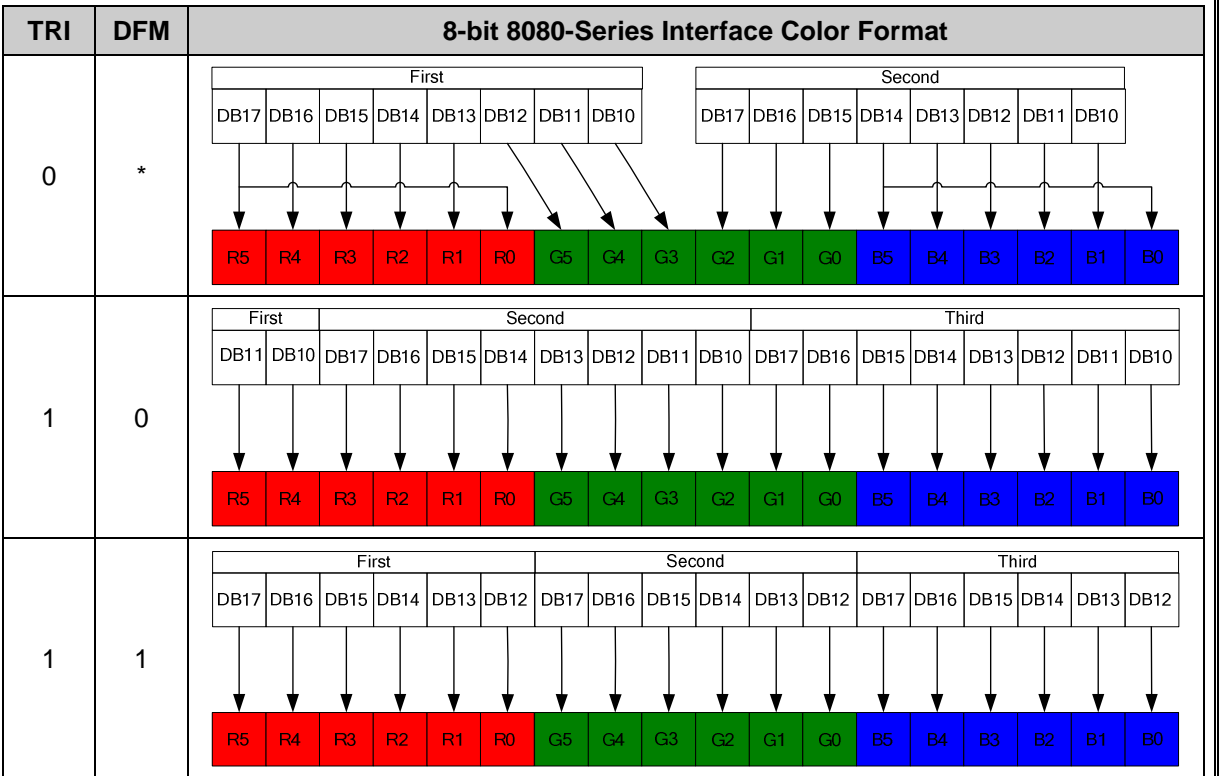 TRI DFM 8-bit 8080-Series Interface Color Format
First Second
DB17 DB16 DB15 DB14 DB13 DB12 DB11 DB10 DB17 DB16 DB15 DB14 DB13 DB12 DB11 DB10
0 *
R5 R4 R3 R2 R1 R0 G5 G4 G3 G2 G1 G0 B5 B4 B3 B2 B1 B0
First Second Third
DB11 DB10 DB17 DB16 DB15 DB14 DB13 DB12 DB11 DB10 DB17 DB16 DB15 DB14 DB13 DB12 DB11 DB10
1 0
R5 R4 R3 R2 R1 R0 G5 G4 G3 G2 G1 G0 B5 B4 B3 B2 B1 B0
First Second Third
DB17 DB16 DB15 DB14 DB13 DB12 DB17 DB16 DB15 DB14 DB13 DB12 DB17 DB16 DB15 DB14 DB13 DB12
1 1
R5 R4 R3 R2 R1 R0 G5 G4 G3 G2 G1 G0 B5 B4 B3 B2 B1 B0